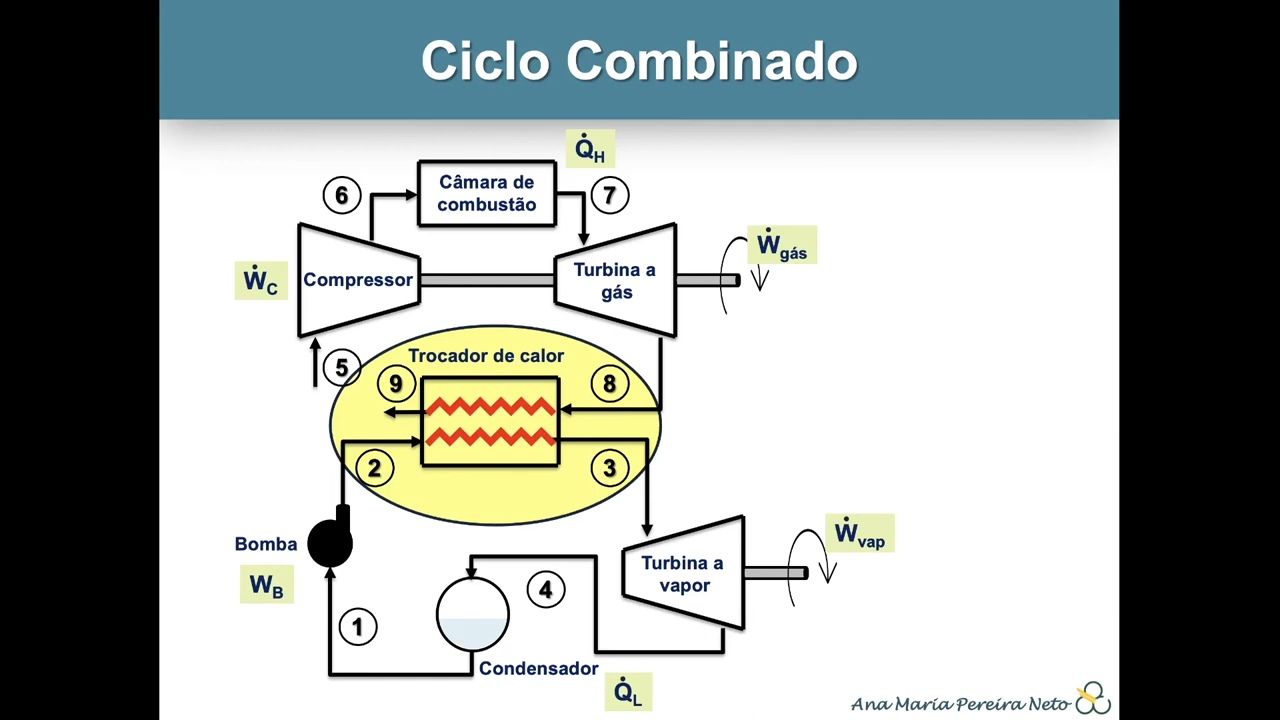 Ciclo Combinado
Q̇H
6
Câmara de
combustão
7
Ẇgás
ẆC
Compressor
Turbina a
gás
5
Trocador de calor
9
8
2
3
Bomba
Ẇvap
Turbina a
vapor
WB
4
1
Condensador
Q̇L
Ana Maria Pereira Neto